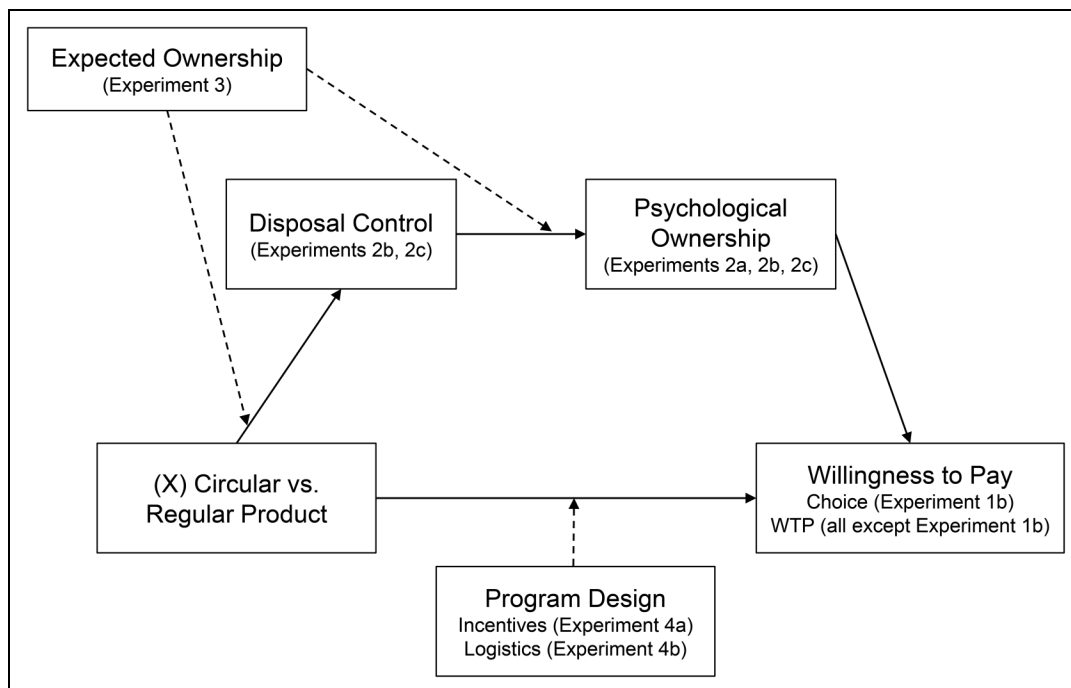 Expected Ownership
(Experiment 3)
Disposal Control
(Experiments 2b, 2c)
Psychological
Ownership
(Experiments 2a, 2b, 2c)
(X) Circular vs.
Regular Product
Willingness to Pay
Choice (Experiment 1b)
WTP (all except Experiment 1b)
Program Design
Incentives (Experiment 4a)
Logistics (Experiment 4b)